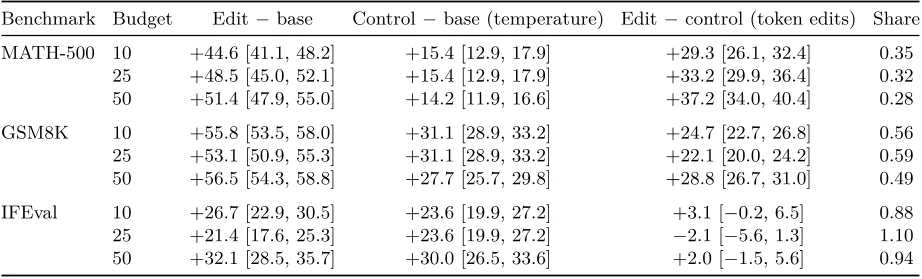 Benchmark Budget Edit − base Control − base (temperature) Edit − control (token edits) Share
MATH-500 10 +44.6 [41.1, 48.2] +15.4 [12.9, 17.9] +29.3 [26.1, 32.4] 0.35
25 +48.5 [45.0, 52.1] +15.4 [12.9, 17.9] +33.2 [29.9, 36.4] 0.32
50 +51.4 [47.9, 55.0] +14.2 [11.9, 16.6] +37.2 [34.0, 40.4] 0.28
GSM8K 10 +55.8 [53.5, 58.0] +31.1 [28.9, 33.2] +24.7 [22.7, 26.8] 0.56
25 +53.1 [50.9, 55.3] +31.1 [28.9, 33.2] +22.1 [20.0, 24.2] 0.59
50 +56.5 [54.3, 58.8] +27.7 [25.7, 29.8] +28.8 [26.7, 31.0] 0.49
IFEval 10 +26.7 [22.9, 30.5] +23.6 [19.9, 27.2] +3.1 [−0.2, 6.5] 0.88
25 +21.4 [17.6, 25.3] +23.6 [19.9, 27.2] −2.1 [−5.6, 1.3] 1.10
50 +32.1 [28.5, 35.7] +30.0 [26.5, 33.6] +2.0 [−1.5, 5.6] 0.94